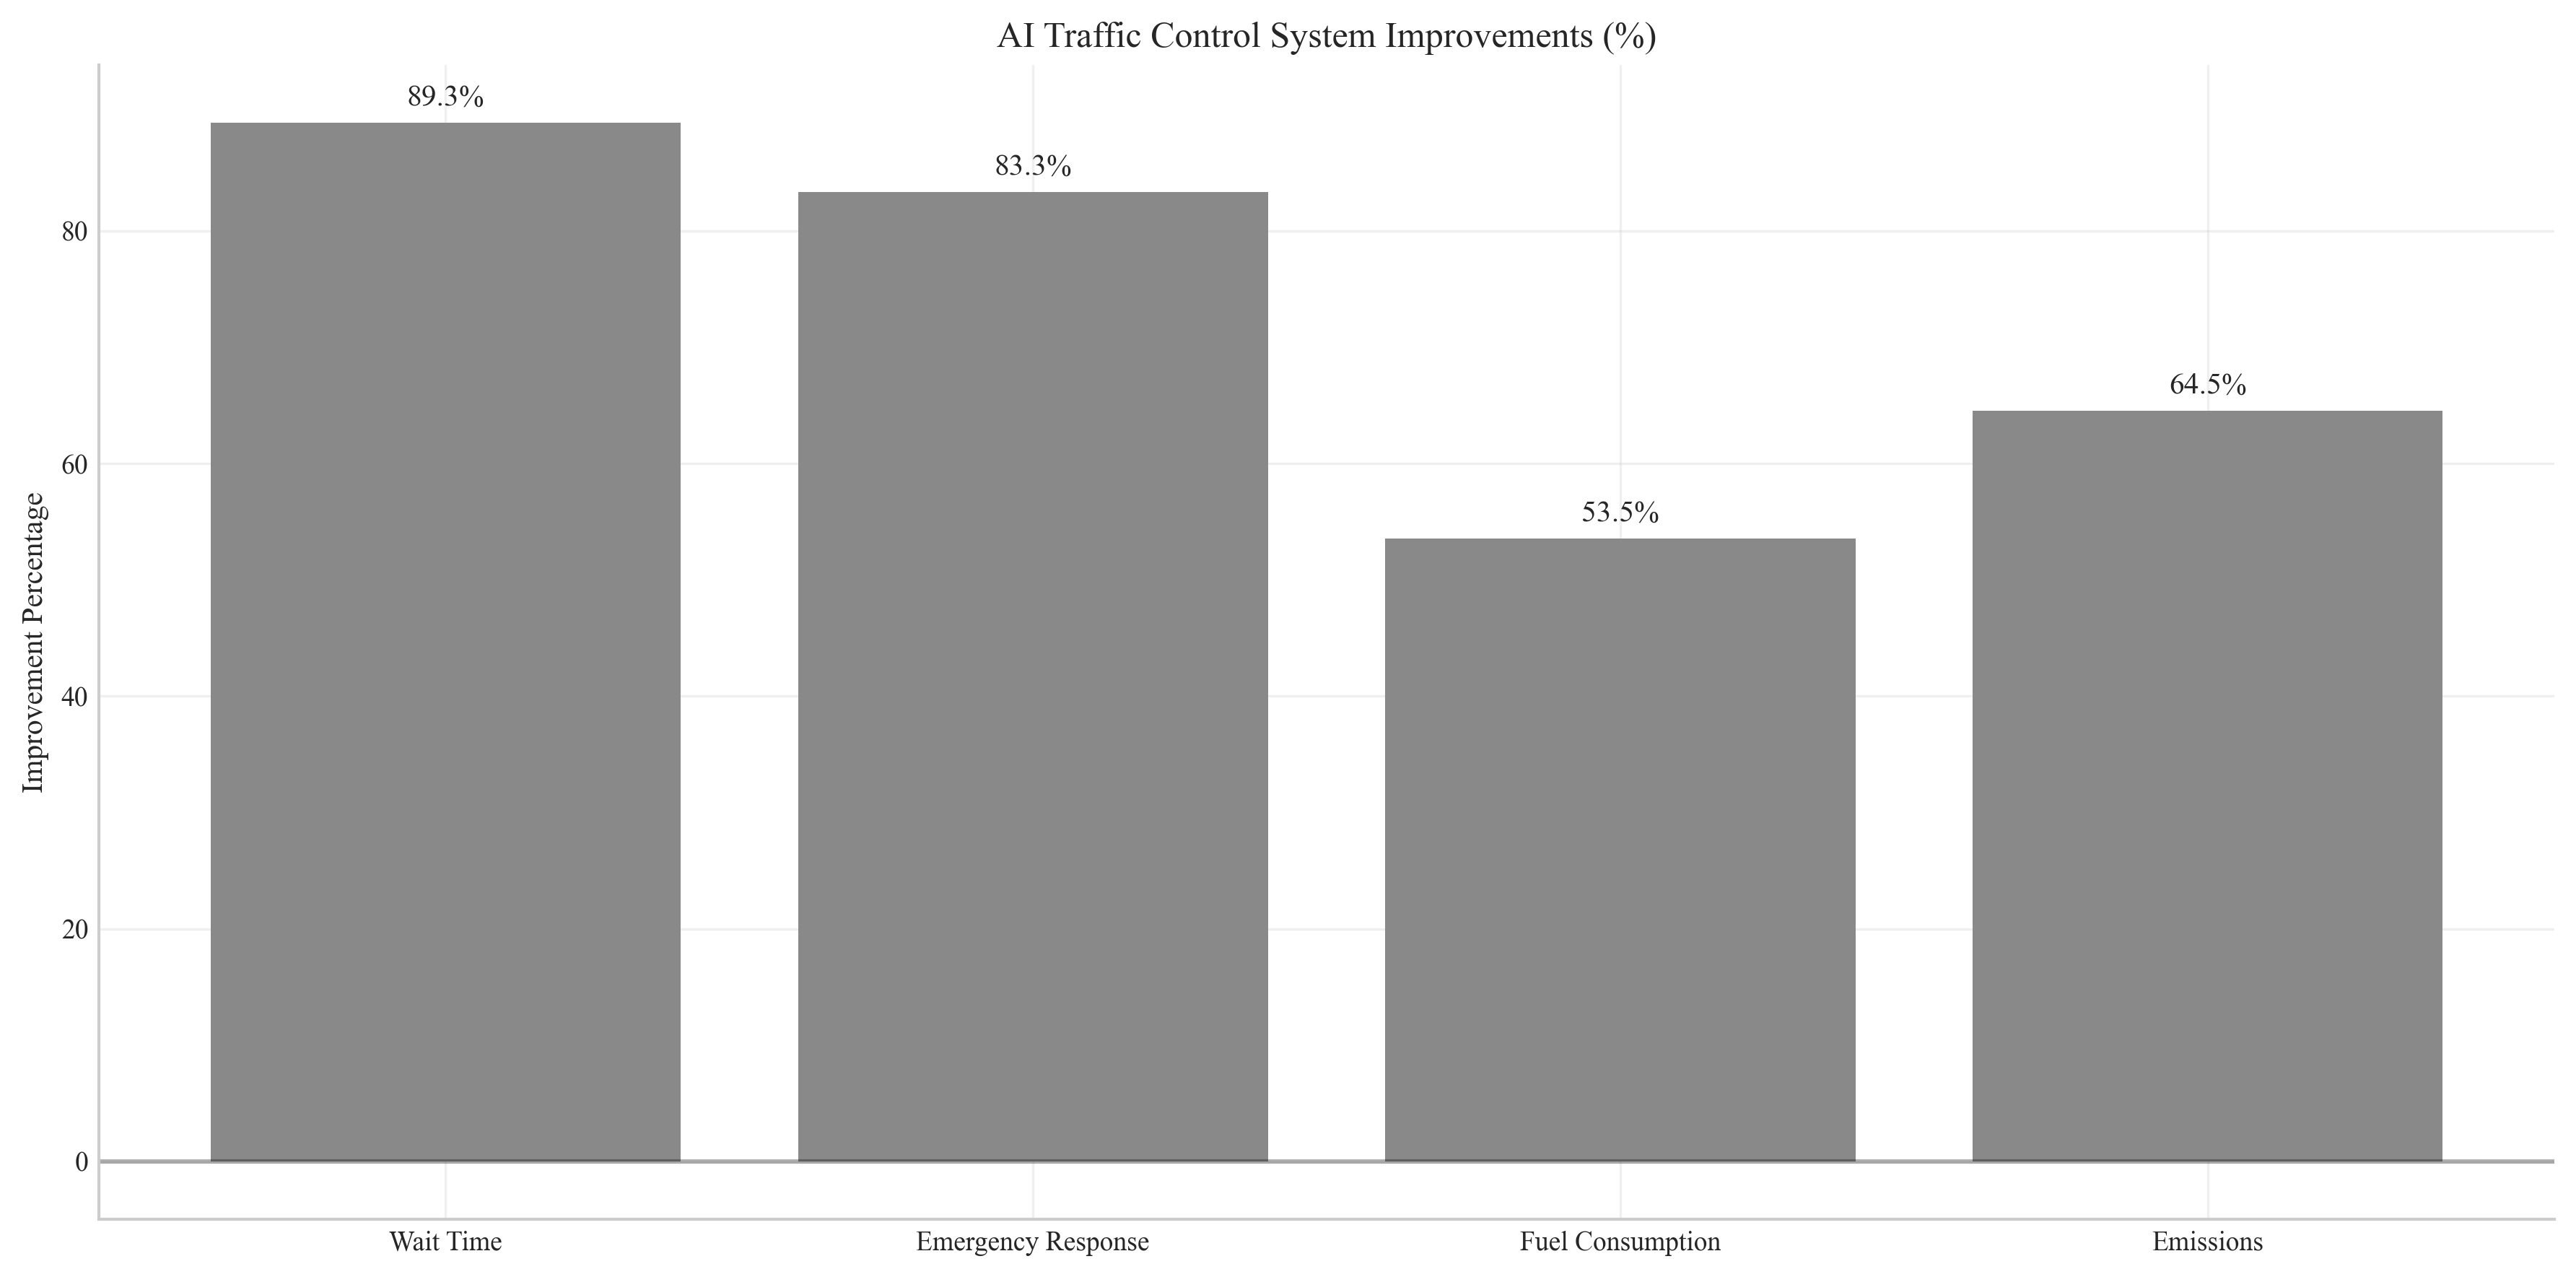 AI Traffic Control System Improvements (%)
89.3%
83.3%
53.5%
64.5%
Improvement Percentage
80
60
40
20
0
Wait Time
Emergency Response
Fuel Consumption
Emissions